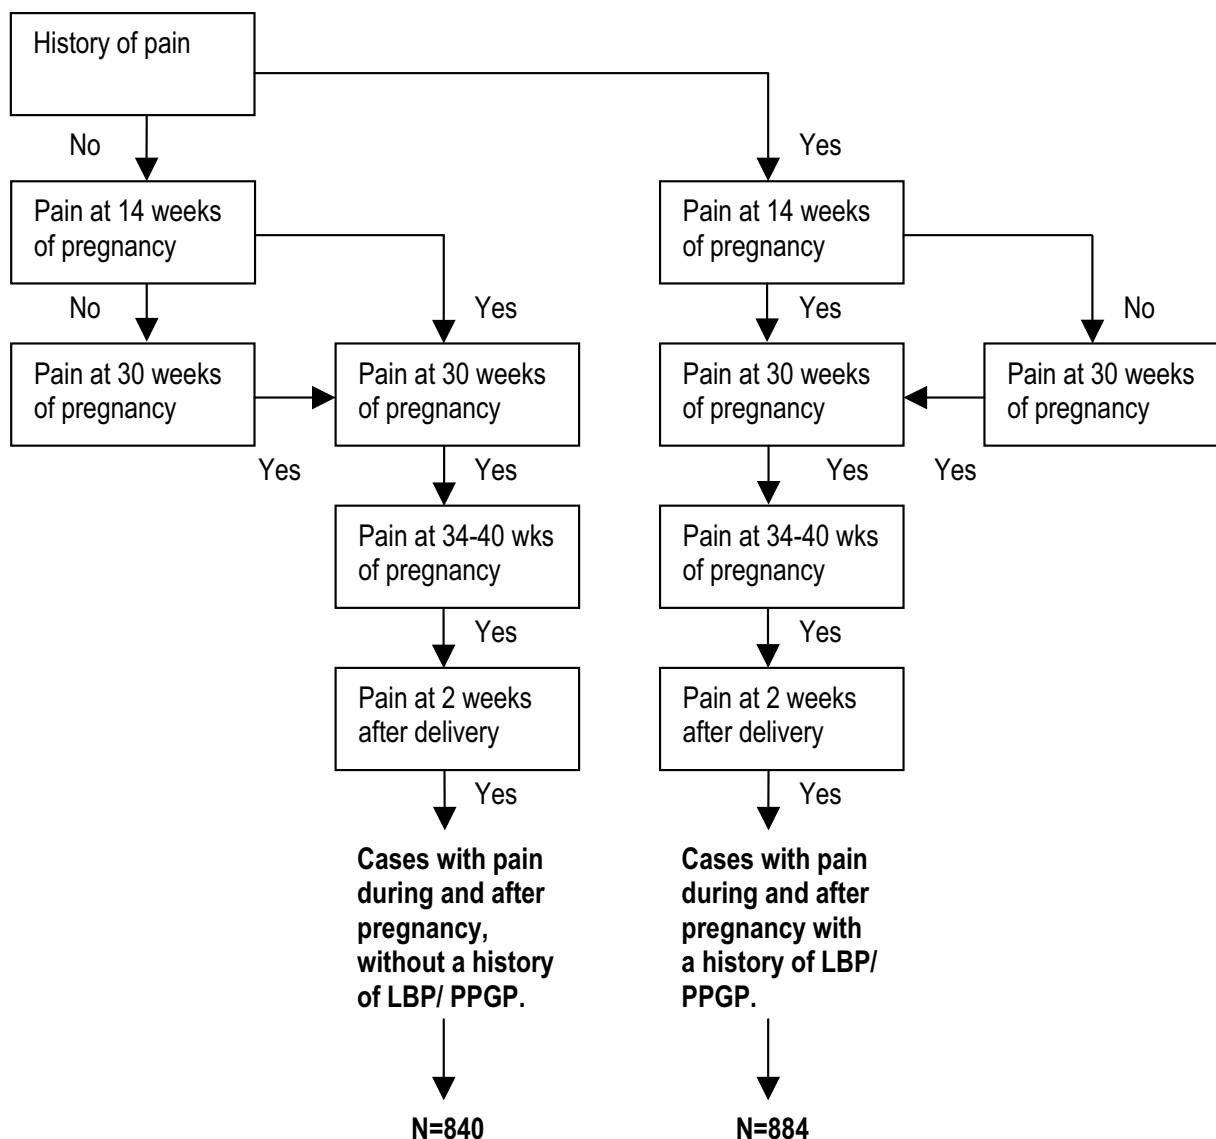 History of pain
No
Yes
Pain at 14 weeks
of pregnancy
Pain at 14 weeks
of pregnancy
No
Yes
Yes
No
Pain at 30 weeks
of pregnancy
Pain at 30 weeks
of pregnancy
Pain at 30 weeks
of pregnancy
Pain at 30 weeks
of pregnancy
Yes
Yes
Yes
Yes
Pain at 34-40 wks
of pregnancy
Pain at 34-40 wks
of pregnancy
Yes
Yes
Pain at 2 weeks
after delivery
Pain at 2 weeks
after delivery
Yes
Yes
Cases with pain
during and after
pregnancy,
without a history
of LBP/ PPGP.
Cases with pain
during and after
pregnancy with
a history of LBP/
PPGP.
N=840
N=884